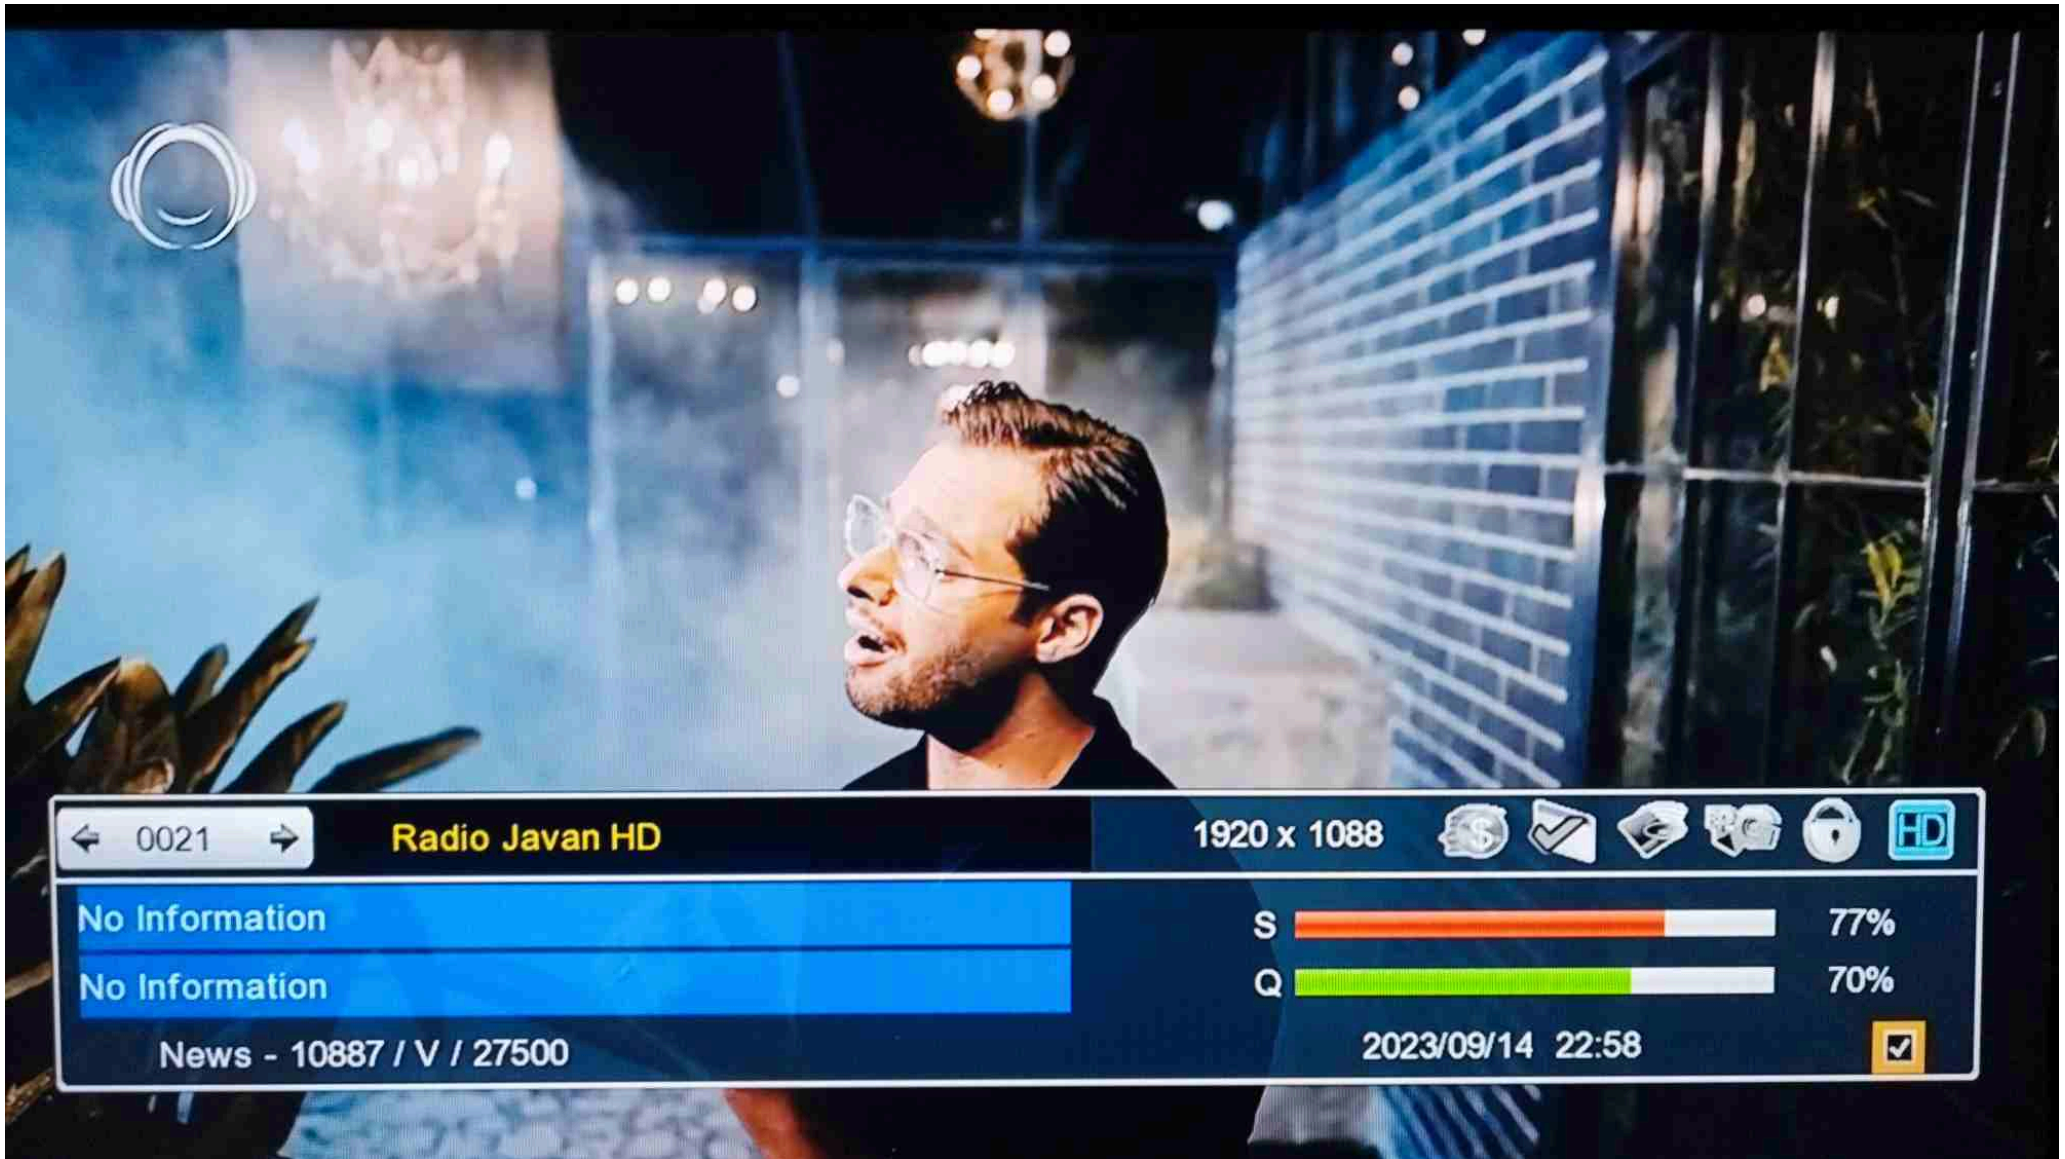 0021
Radio Javan HD
1920 x 1088
HD
No Information
S 77%
No Information
Q 70%
News - 10887 / V / 27500
2023/09/14 22:58